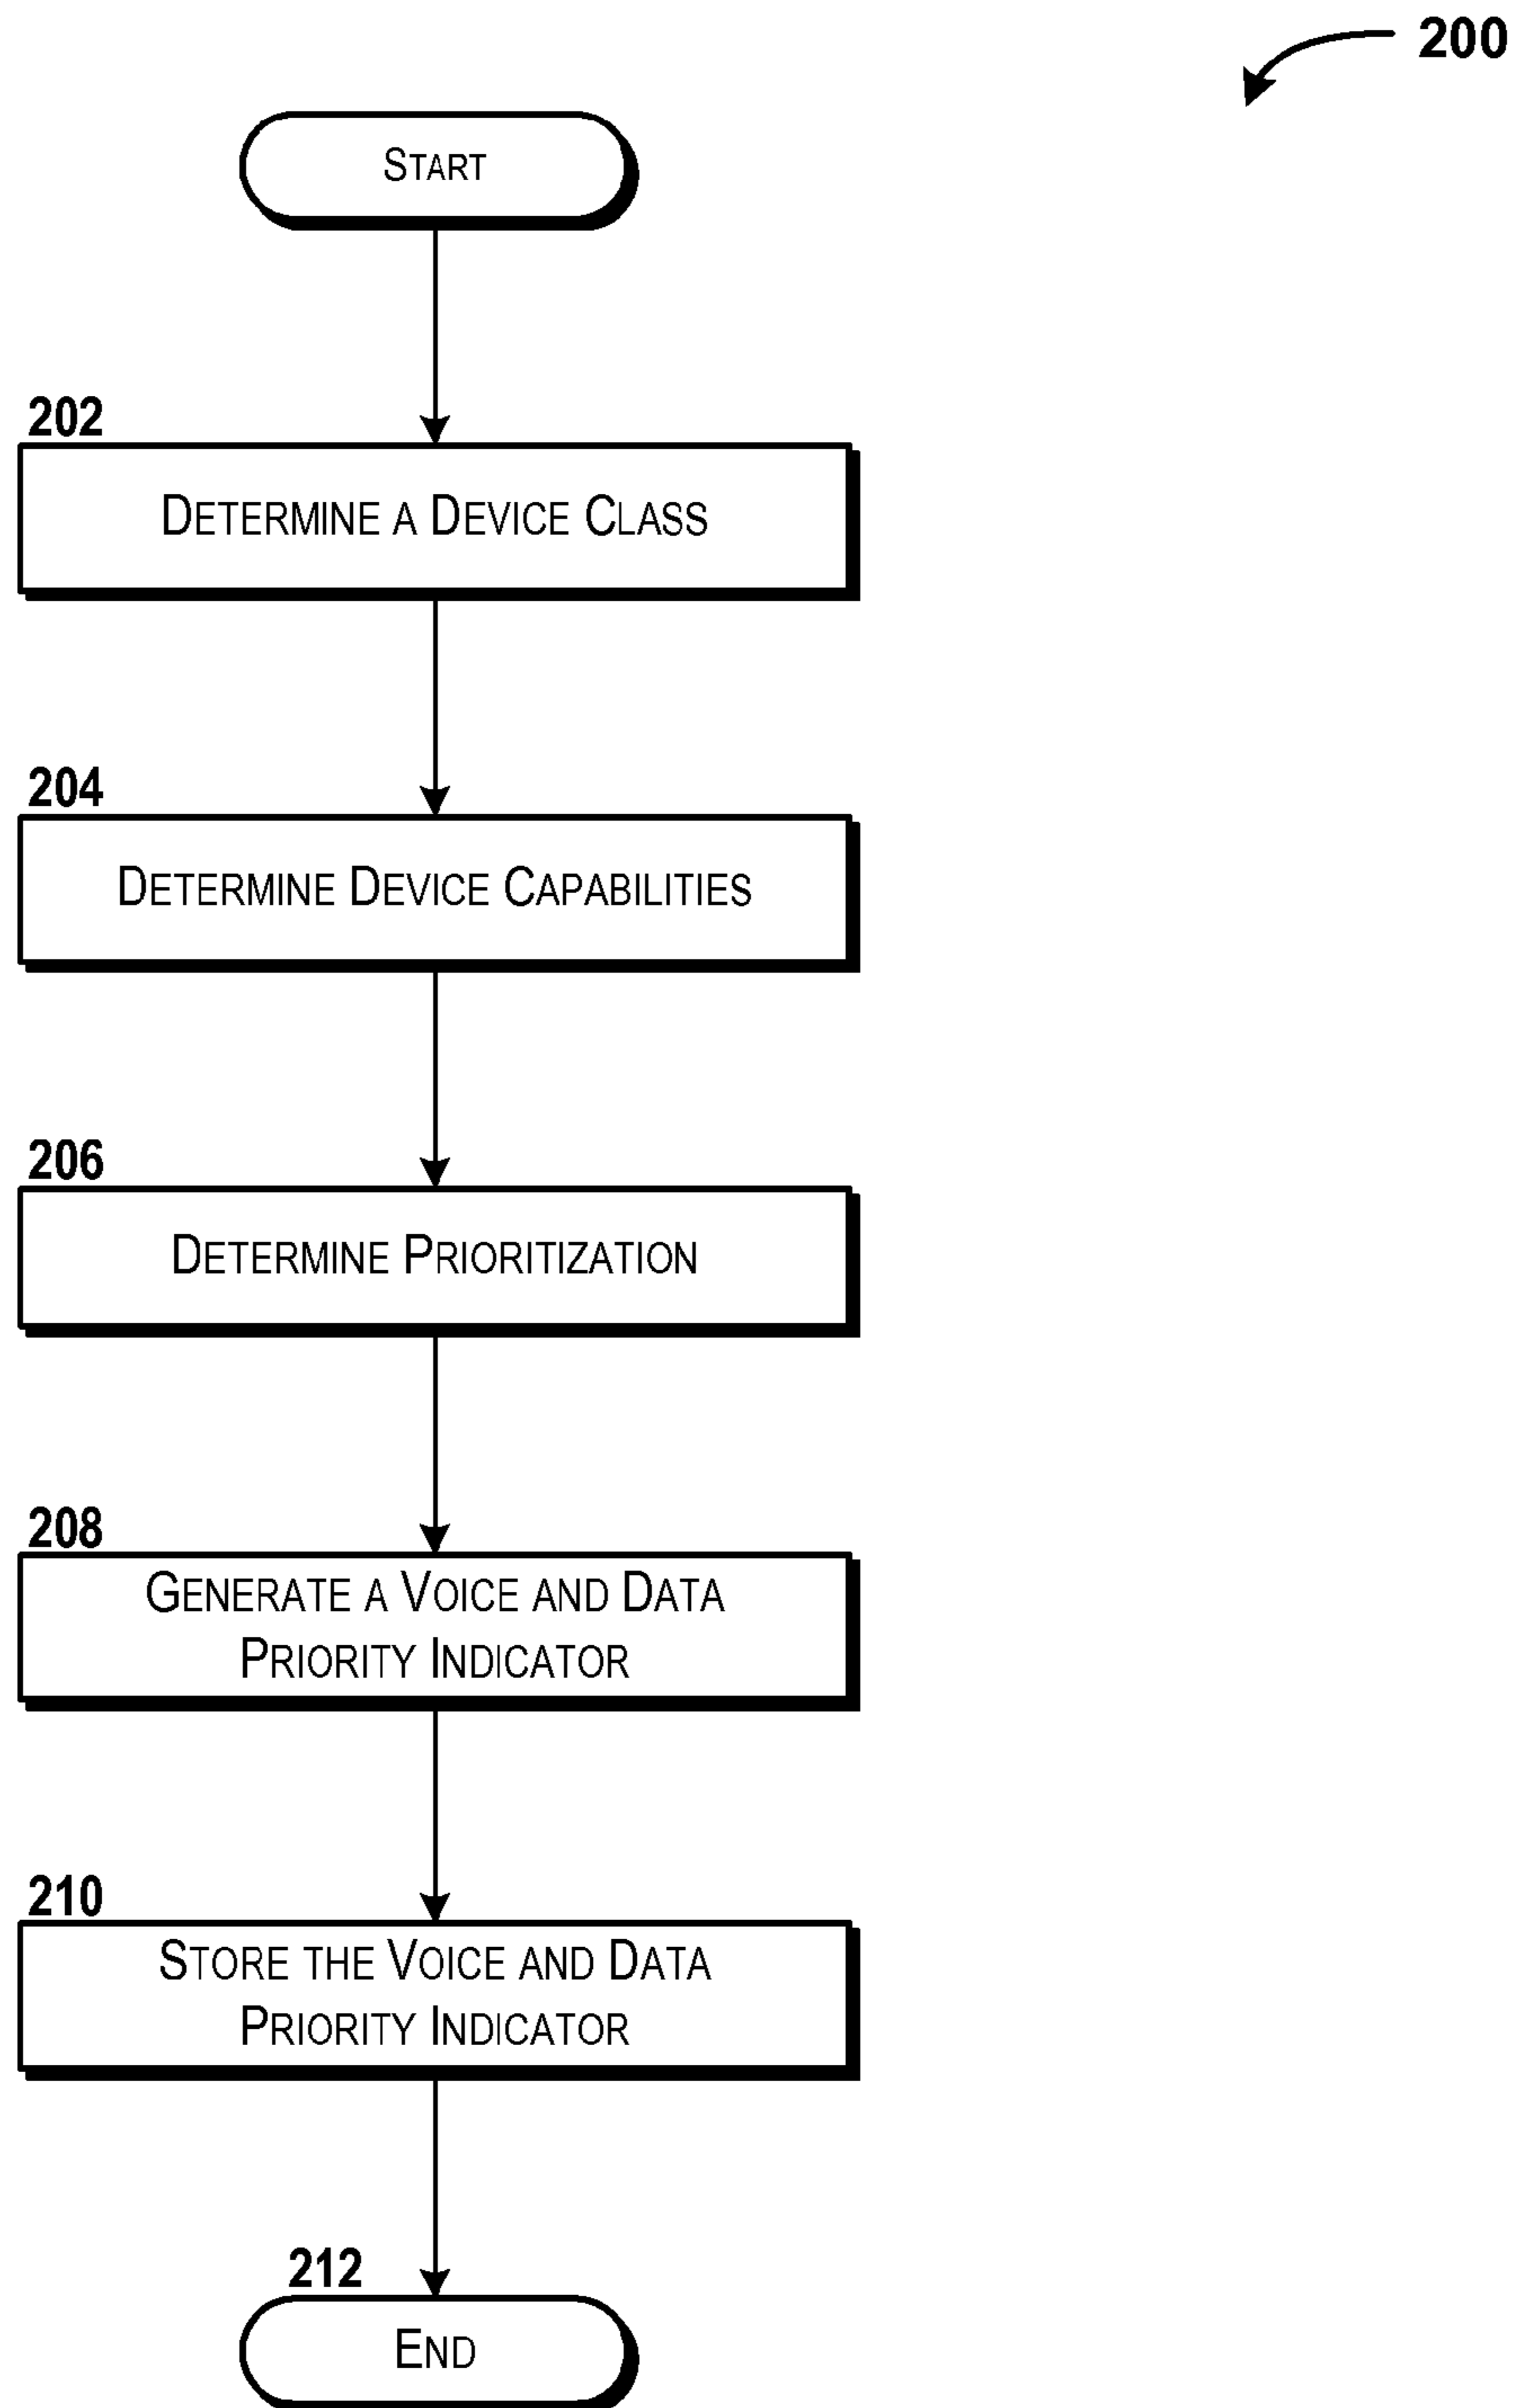 200
START
202
DETERMINE A DEVICE CLASS
204
DETERMINE DEVICE CAPABILITIES
206
DETERMINE PRIORITIZATION
208
GENERATE A VOICE AND DATA
PRIORITY INDICATOR
210
STORE THE VOICE AND DATA
PRIORITY INDICATOR
212
END